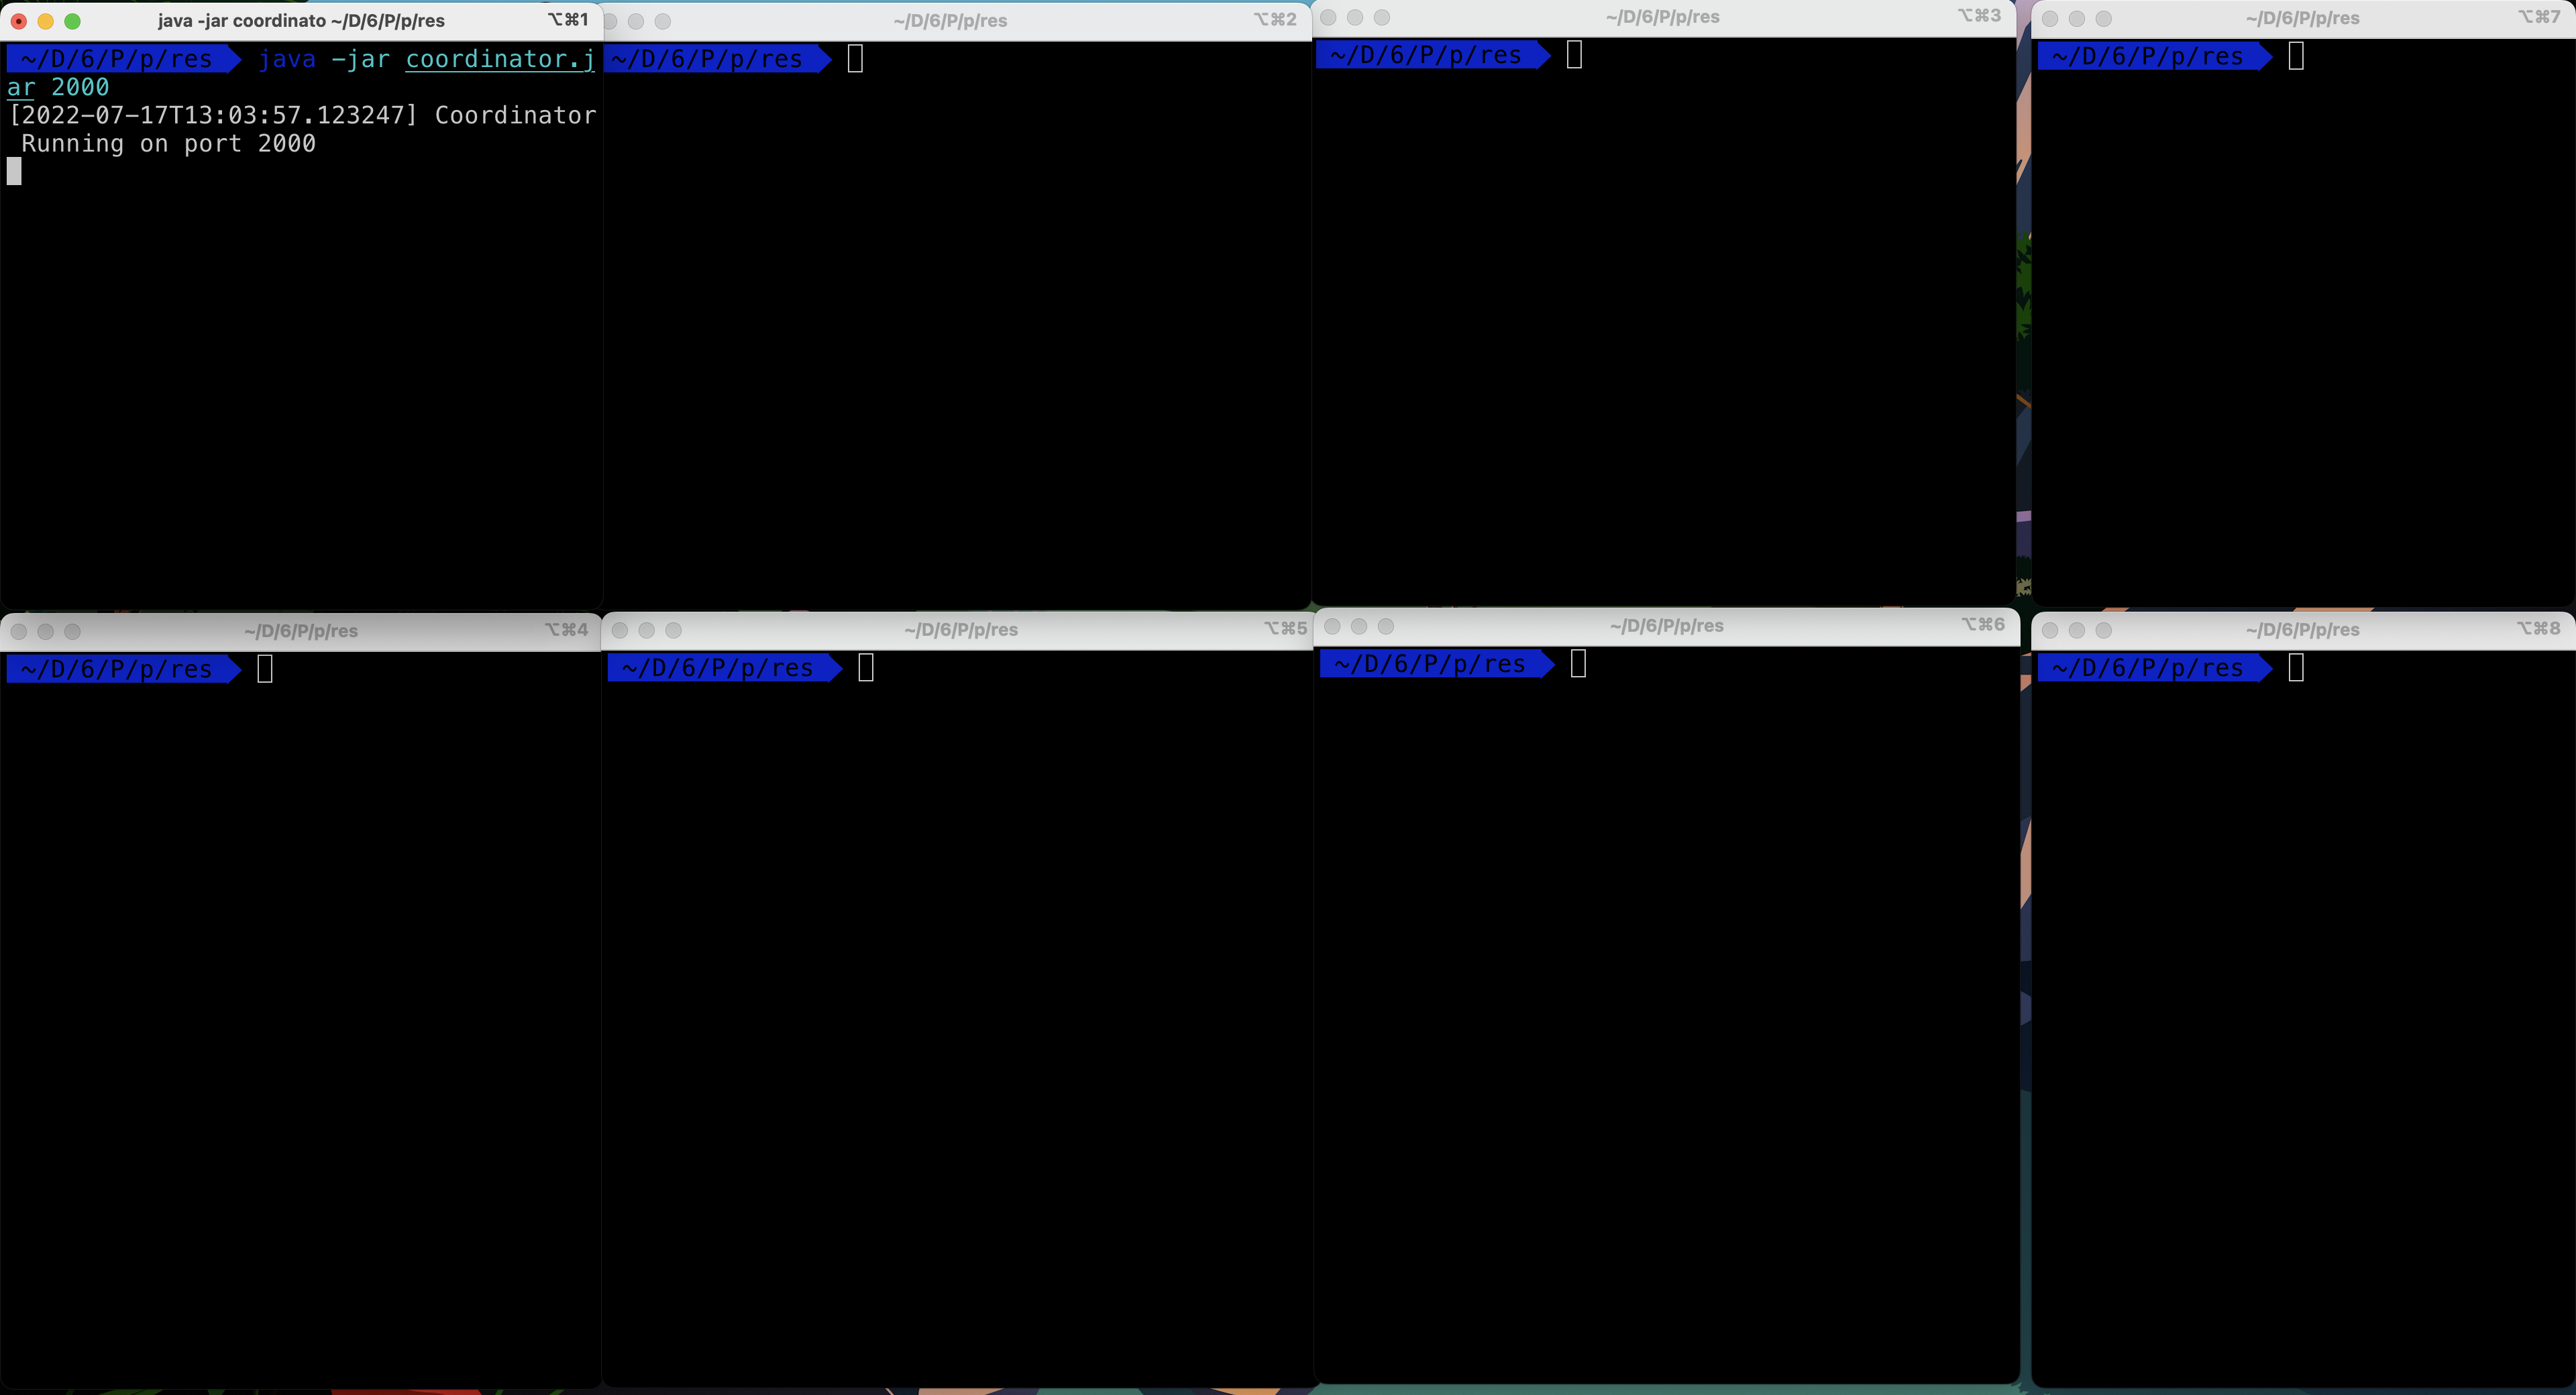 java -jar coordinato ~/D/6/P/p/res ⌥⌘1
~/D/6/P/p/res java -jar coordinator.j
ar 2000
[2022-07-17T13:03:57.123247] Coordinator
Running on port 2000
~/D/6/P/p/res ⌥⌘2
~/D/6/P/p/res
~/D/6/P/p/res ⌥⌘3
~/D/6/P/p/res
~/D/6/P/p/res ⌥⌘7
~/D/6/P/p/res
~/D/6/P/p/res ⌥⌘4
~/D/6/P/p/res
~/D/6/P/p/res ⌥⌘5
~/D/6/P/p/res
~/D/6/P/p/res ⌥⌘6
~/D/6/P/p/res
~/D/6/P/p/res ⌥⌘8
~/D/6/P/p/res